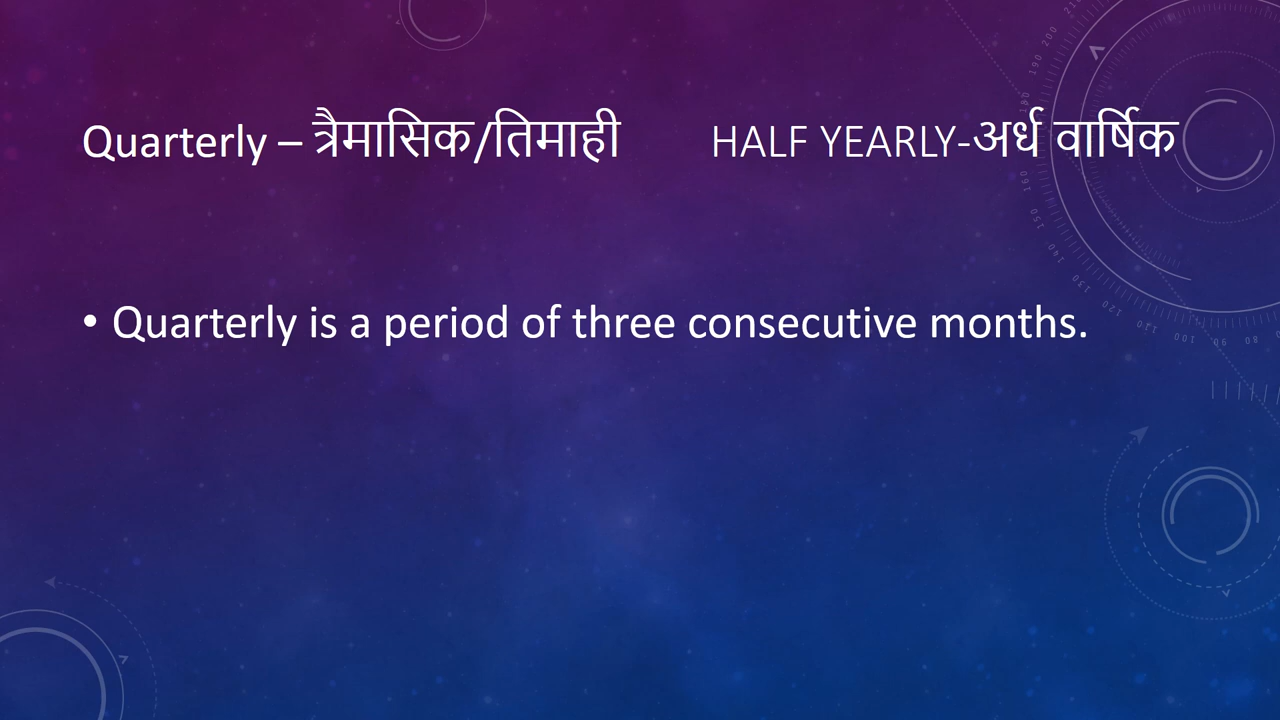 Quarterly – त्रैमासिक/तिमाही HALF YEARLY-अर्ध वार्षिक
• Quarterly is a period of three consecutive months.